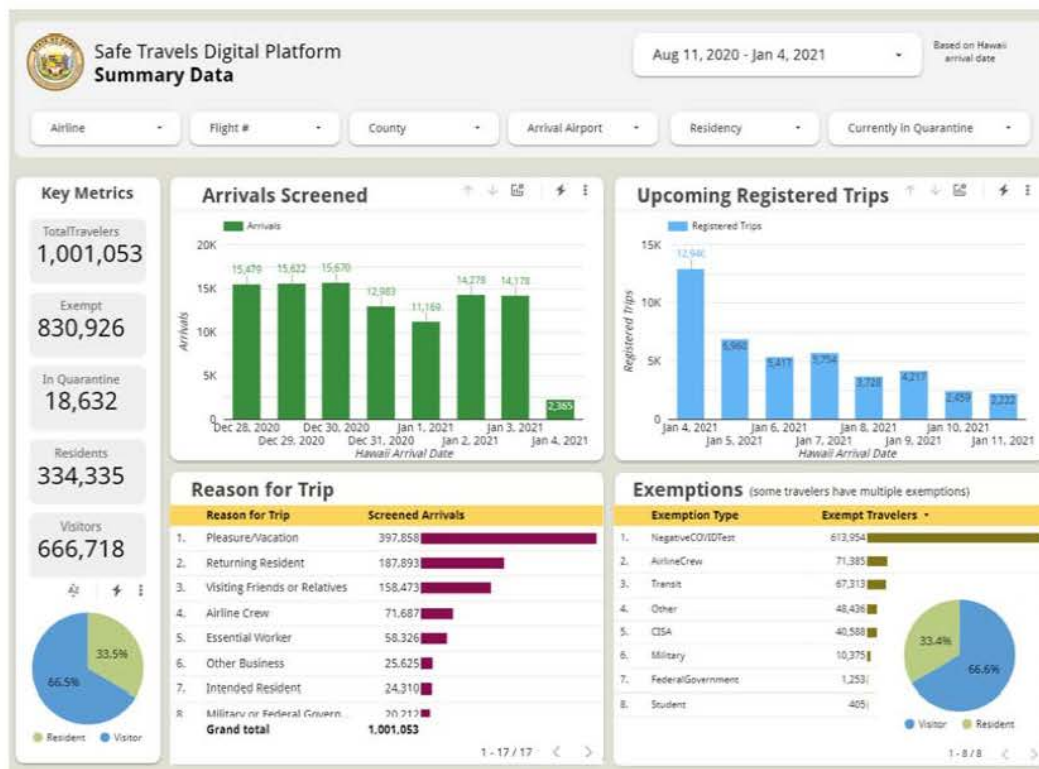 Safe Travels Digital Platform
Summary Data
Aug 11, 2020 - Jan 4, 2021
Based on Hawaii
arrival date
Airline
Flight #
County
Arrival Airport
Residency
Currently in Quarantine
Key Metrics
TotalTravelers
1,001,053
Exempt
830,926
In Quarantine
18,632
Residents
334,335
Visitors
666,718
33.5%
66.5%
Resident Visitor
Arrivals Screened
Arrivals
20K
15K
10K
5K
0
Arrivals
15,479
15,622
15,670
12,983
11,169
14,278
14,178
2,365
Dec 28, 2020 Dec 30, 2020 Jan 1, 2021 Jan 3, 2021
Dec 29, 2020 Dec 31, 2020 Jan 2, 2021 Jan 4, 2021
Hawaii Arrival Date
Upcoming Registered Trips
Registered Trips
15K
10K
5K
0
Registered Trips
12,940
5,417
5,754
3,728
4,217
2,459
2,222
Jan 4, 2021 Jan 6, 2021 Jan 8, 2021 Jan 10, 2021
Jan 5, 2021 Jan 7, 2021 Jan 9, 2021 Jan 11, 2021
Hawaii Arrival Date
Reason for Trip
Reason for Trip Screened Arrivals
1. Pleasure/Vacation 397,858
2. Returning Resident 187,893
3. Visiting Friends or Relatives 158,473
4. Airline Crew 71,687
5. Essential Worker 58,326
6. Other Business 25,625
7. Intended Resident 24,310
8. Military or Federal Govern... 20,212
Grand total 1,001,053
1 - 17 / 17
Exemptions (some travelers have multiple exemptions)
Exemption Type Exempt Travelers
1. NegativeCOVIDTest 613,954
2. AirlineCrew 71,385
3. Transit 67,313
4. Other 48,436
5. CISA 40,588
6. Military 10,375
7. FederalGovernment 1,253
8. Student 405
33.4%
66.6%
Visitor Resident
1 - 8 / 8